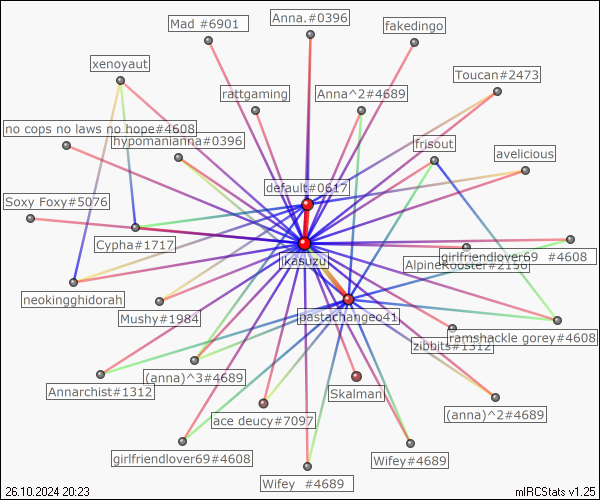 Mad #6901
Anna.#0396
fakedingo
xenoyaut
Toucan#2473
rattgaming
Anna^2#4689
no cops no laws no hope#4608
hypomanianna#0396
frisout
avelicious
default#0617
Soxy Foxy#5076
Cypha#1717
jkasuzu
girlfriendlover69 #4608
AlpineRooster#2156
neokingghidorah
Mushy#1984
pastachangeo41
zibbits#1312
ramshackle gorey#4608
Annarchist#1312
(anna)^3#4689
Skalman
ace deucy#7097
(anna)^2#4689
girlfriendlover69#4608
Wifey#4689
Wifey #4689
26.10.2024 20:23
mIRCStats v1.25